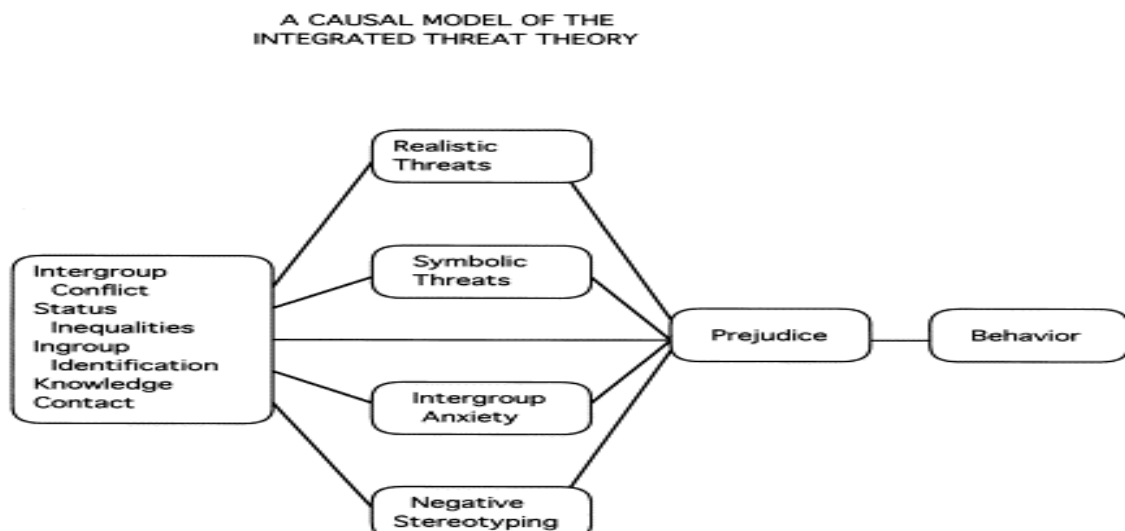 A CAUSAL MODEL OF THE
INTEGRATED THREAT THEORY
Realistic
Threats
Symbolic
Threats
Intergroup
Conflict
Status
Inequalities
Ingroup
Identification
Knowledge
Contact
Prejudice
Behavior
Intergroup
Anxiety
Negative
Stereotyping